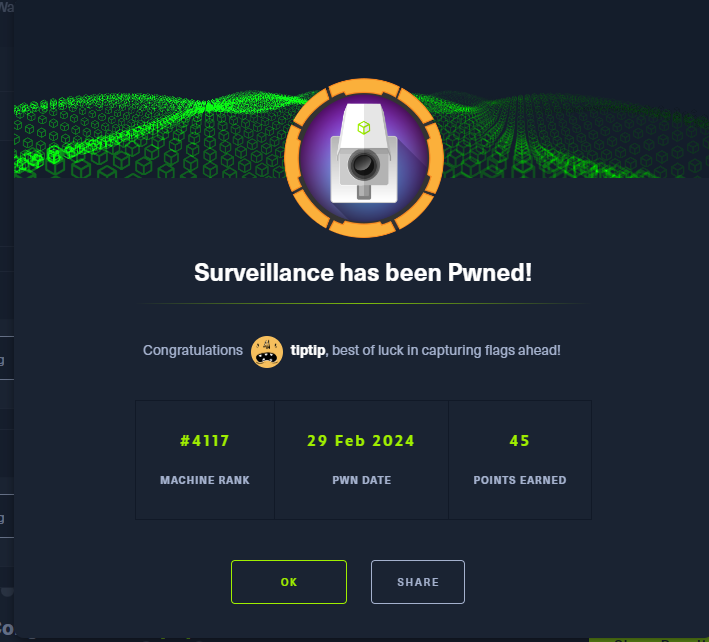 Wa
Surveillance has been Pwned!
Congratulations tiptip, best of luck in capturing flags ahead!
#4117 29 Feb 2024 45
MACHINE RANK PWN DATE POINTS EARNED
OK SHARE